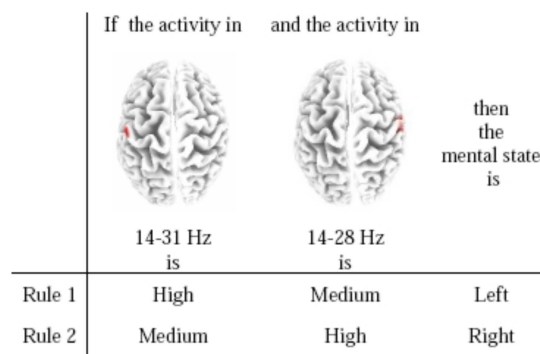 If the activity in and the activity in
then
the
mental state
is
14-31 Hz 14-28 Hz
is is
Rule 1 High Medium Left
Rule 2 Medium High Right